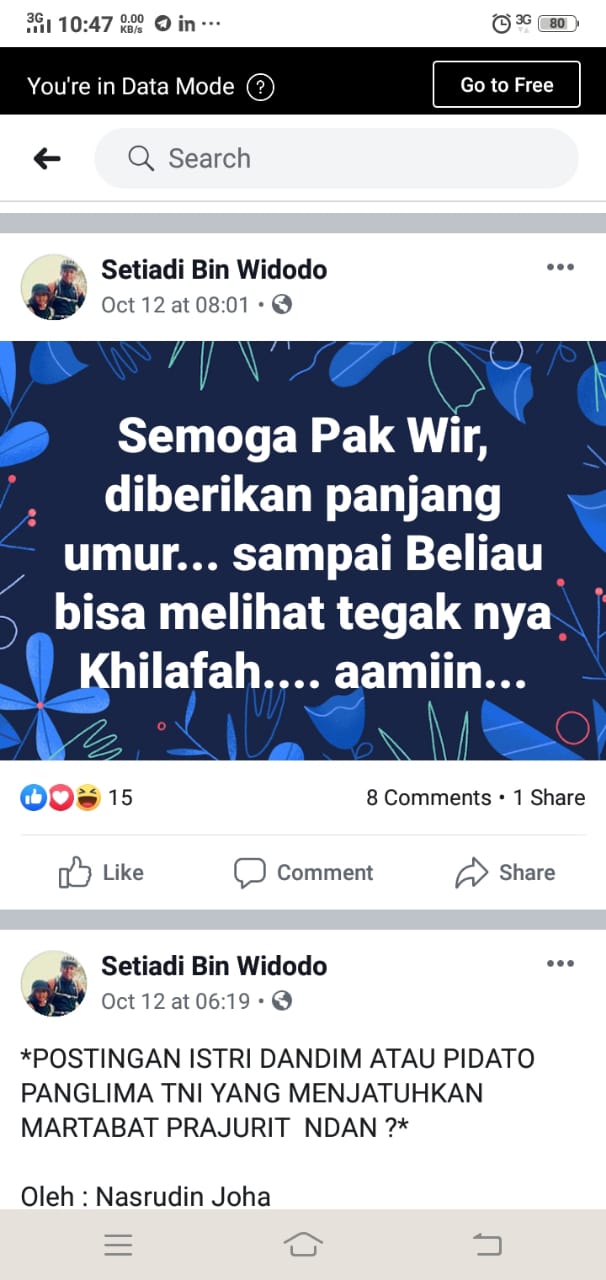 3G 10:47 0.00 KB/s in ... 3G 80
You're in Data Mode ? Go to Free
Search
Setiadi Bin Widodo
Oct 12 at 08:01 •
Semoga Pak Wir,
diberikan panjang
umur... sampai Beliau
bisa melihat tegak nya
Khilafah.... aamiin...
15 8 Comments • 1 Share
Like Comment Share
Setiadi Bin Widodo
Oct 12 at 06:19 •
*POSTINGAN ISTRI DANDIM ATAU PIDATO
PANGLIMA TNI YANG MENJATUHKAN
MARTABAT PRAJURIT NDAN ?*
Oleh : Nasrudin Joha